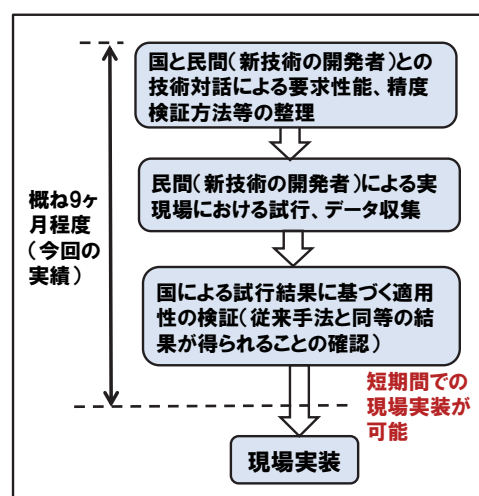 国と民間（新技術の開発者）との
技術対話による要求性能、精度
検証方法等の整理
民間（新技術の開発者）による実
現場における試行、データ収集
概ね9ヶ
月程度
（今回の
実績）
国による試行結果に基づく適用
性の検証（従来手法と同等の結
果が得られることの確認）
短期間での
現場実装が
可能
現場実装